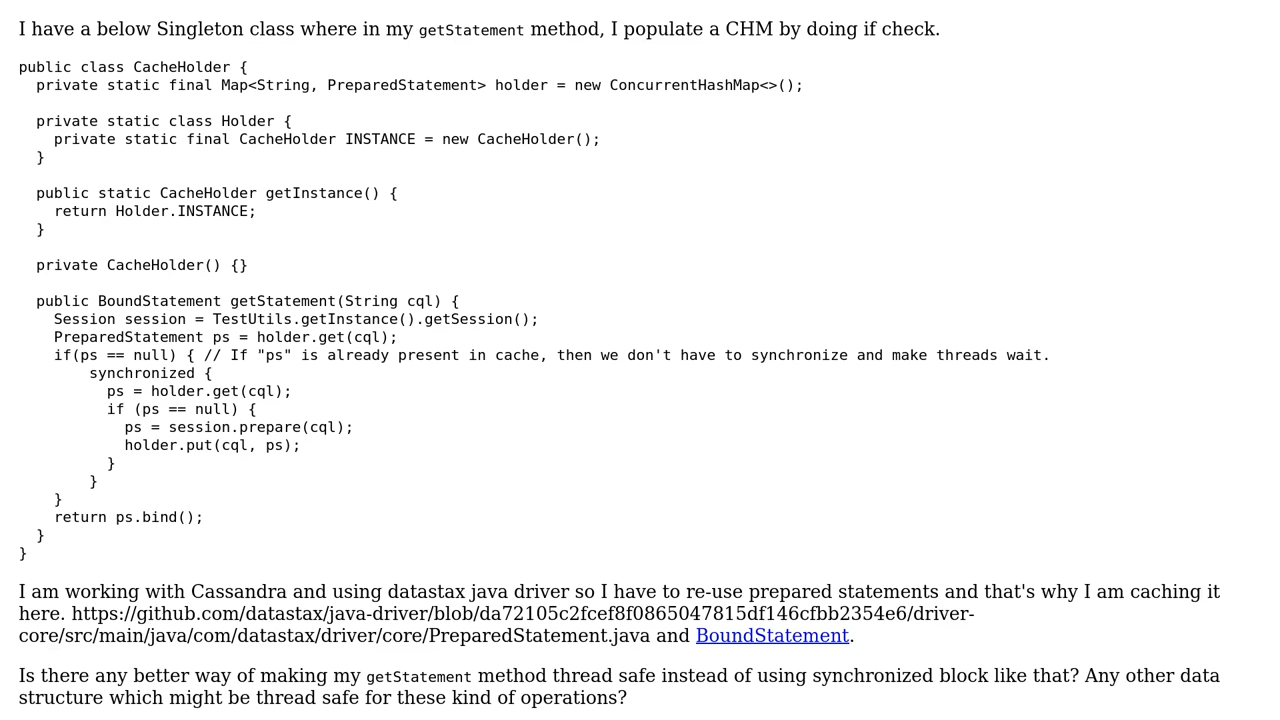 I have a below Singleton class where in my getStatement method, I populate a CHM by doing if check.
public class CacheHolder {
  private static final Map<String, PreparedStatement> holder = new ConcurrentHashMap<>();

  private static class Holder {
    private static final CacheHolder INSTANCE = new CacheHolder();
  }

  public static CacheHolder getInstance() {
    return Holder.INSTANCE;
  }

  private CacheHolder() {}

  public BoundStatement getStatement(String cql) {
    Session session = TestUtils.getInstance().getSession();
    PreparedStatement ps = holder.get(cql);
    if(ps == null) { // If "ps" is already present in cache, then we don't have to synchronize and make threads wait.
        synchronized {
          ps = holder.get(cql);
          if (ps == null) {
            ps = session.prepare(cql);
            holder.put(cql, ps);
          }
        }
    }
    return ps.bind();
  }
}
I am working with Cassandra and using datastax java driver so I have to re-use prepared statements and that's why I am caching it
here. https://github.com/datastax/java-driver/blob/da72105c2fcef8f0865047815df146cfbb2354e6/driver-
core/src/main/java/com/datastax/driver/core/PreparedStatement.java and BoundStatement.
Is there any better way of making my getStatement method thread safe instead of using synchronized block like that? Any other data
structure which might be thread safe for these kind of operations?